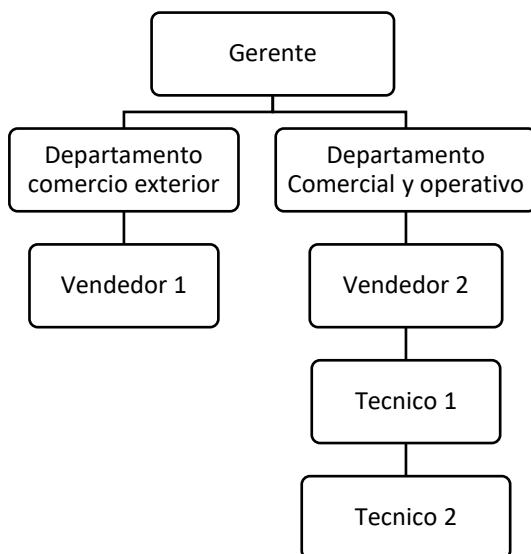 Gerente
Departamento
comercio exterior
Departamento
Comercial y operativo
Vendedor 1
Vendedor 2
Tecnico 1
Tecnico 2